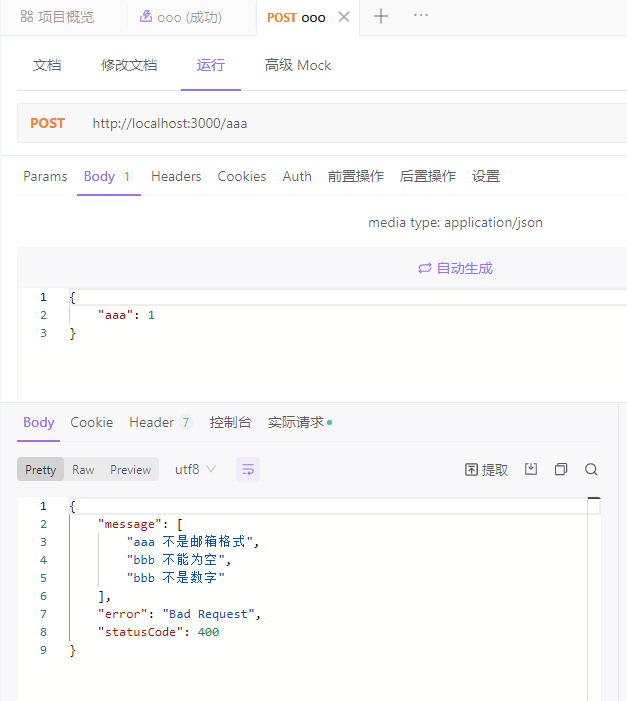 项目概览 ooo (成功) POST ooo
文档 修改文档 运行 高级 Mock
POST http://localhost:3000/aaa
Params Body 1 Headers Cookies Auth 前置操作 后置操作 设置
media type: application/json
自动生成
1 {
2 "aaa": 1
3 }
Body Cookie Header 7 控制台 实际请求
Pretty Raw Preview utf8 提取
1 {
2 "message": [
3 "aaa 不是邮箱格式",
4 "bbb 不能为空",
5 "bbb 不是数字"
6 ],
7 "error": "Bad Request",
8 "statusCode": 400
9 }